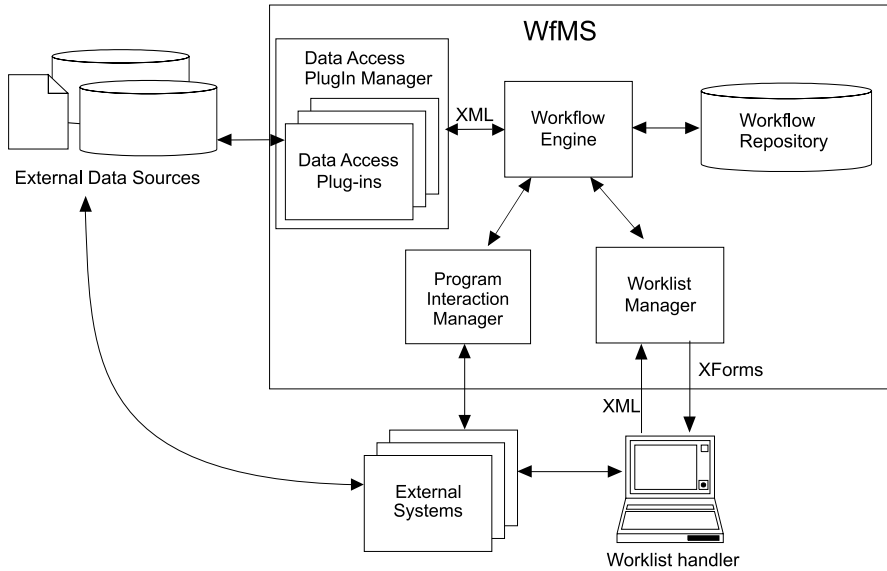 WfMS
Data Access
PlugIn Manager
XML
Workflow
Engine
Workflow
Repository
Data Access
Plug-ins
External Data Sources
Program
Interaction
Manager
Worklist
Manager
XForms
XML
External
Systems
Worklist handler